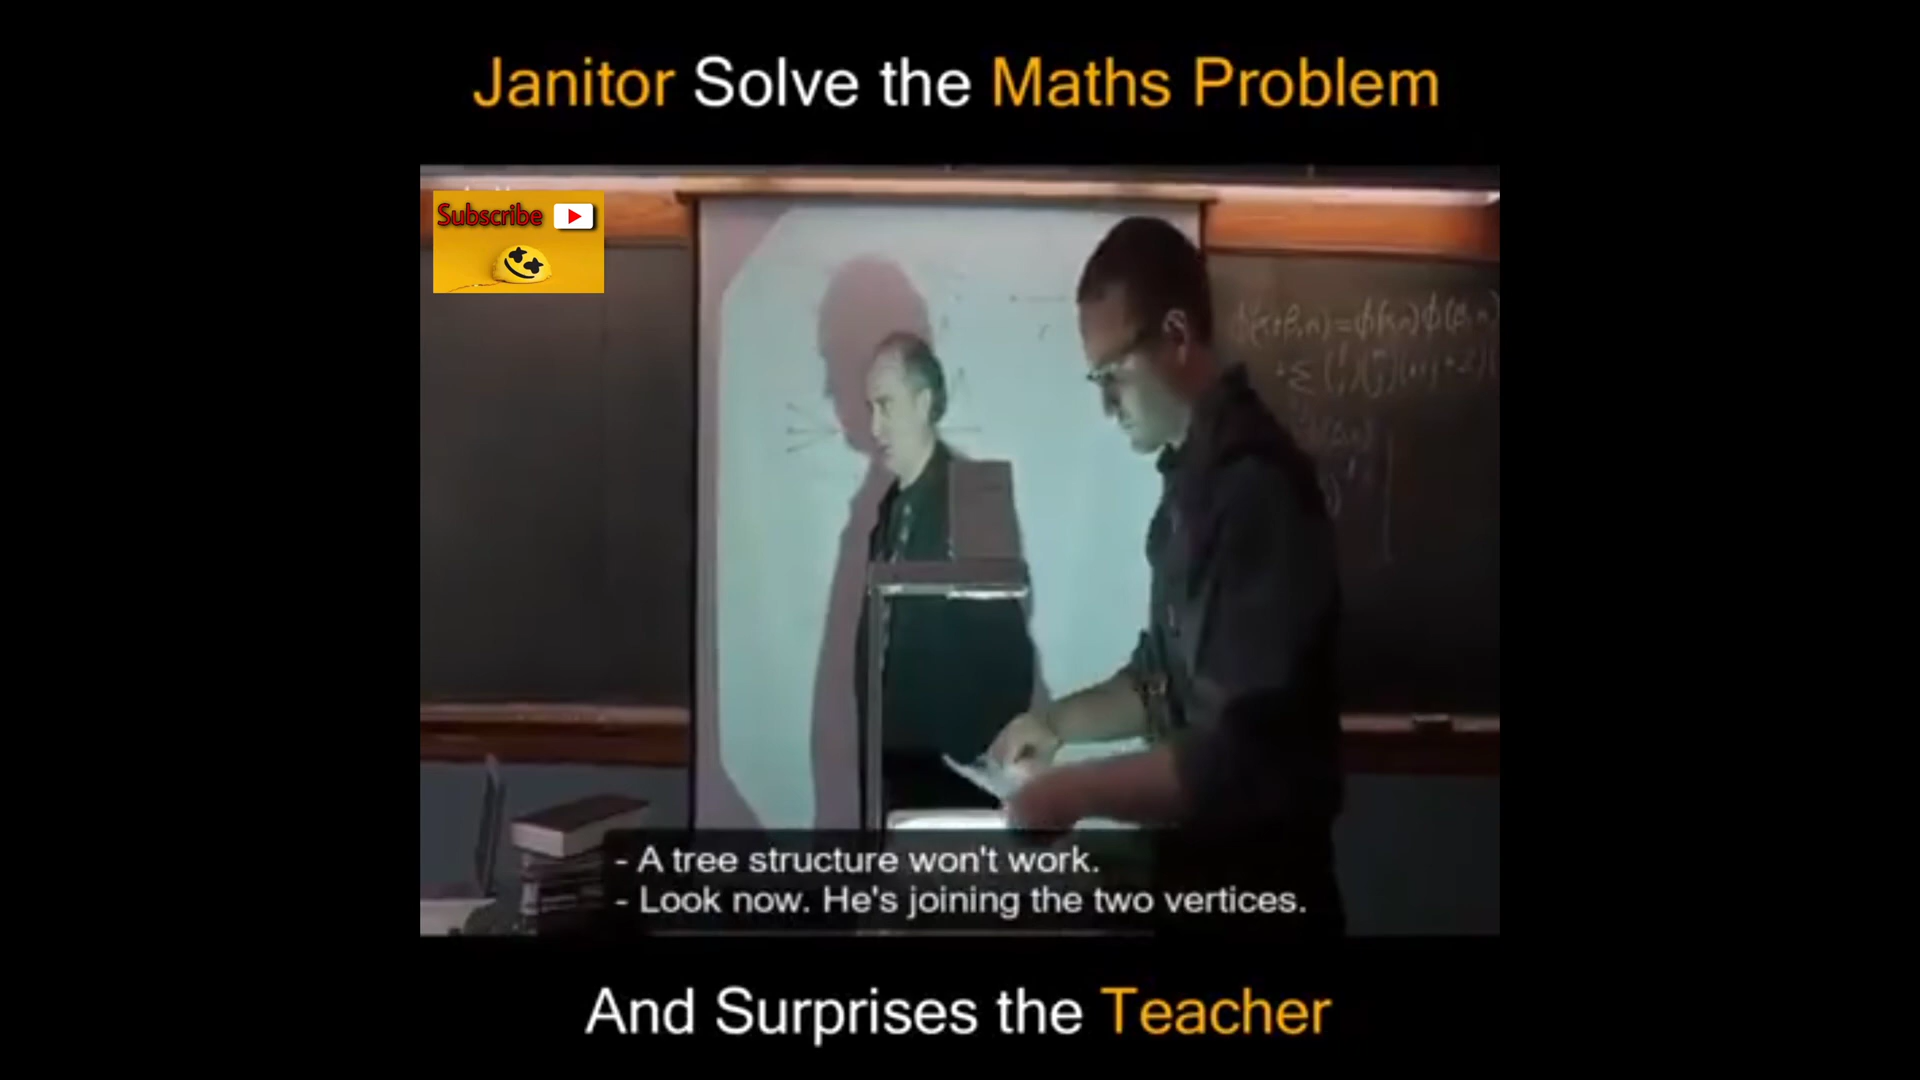 Janitor Solve the Maths Problem
Subscribe
- A tree structure won't work.
- Look now. He's joining the two vertices.
And Surprises the Teacher